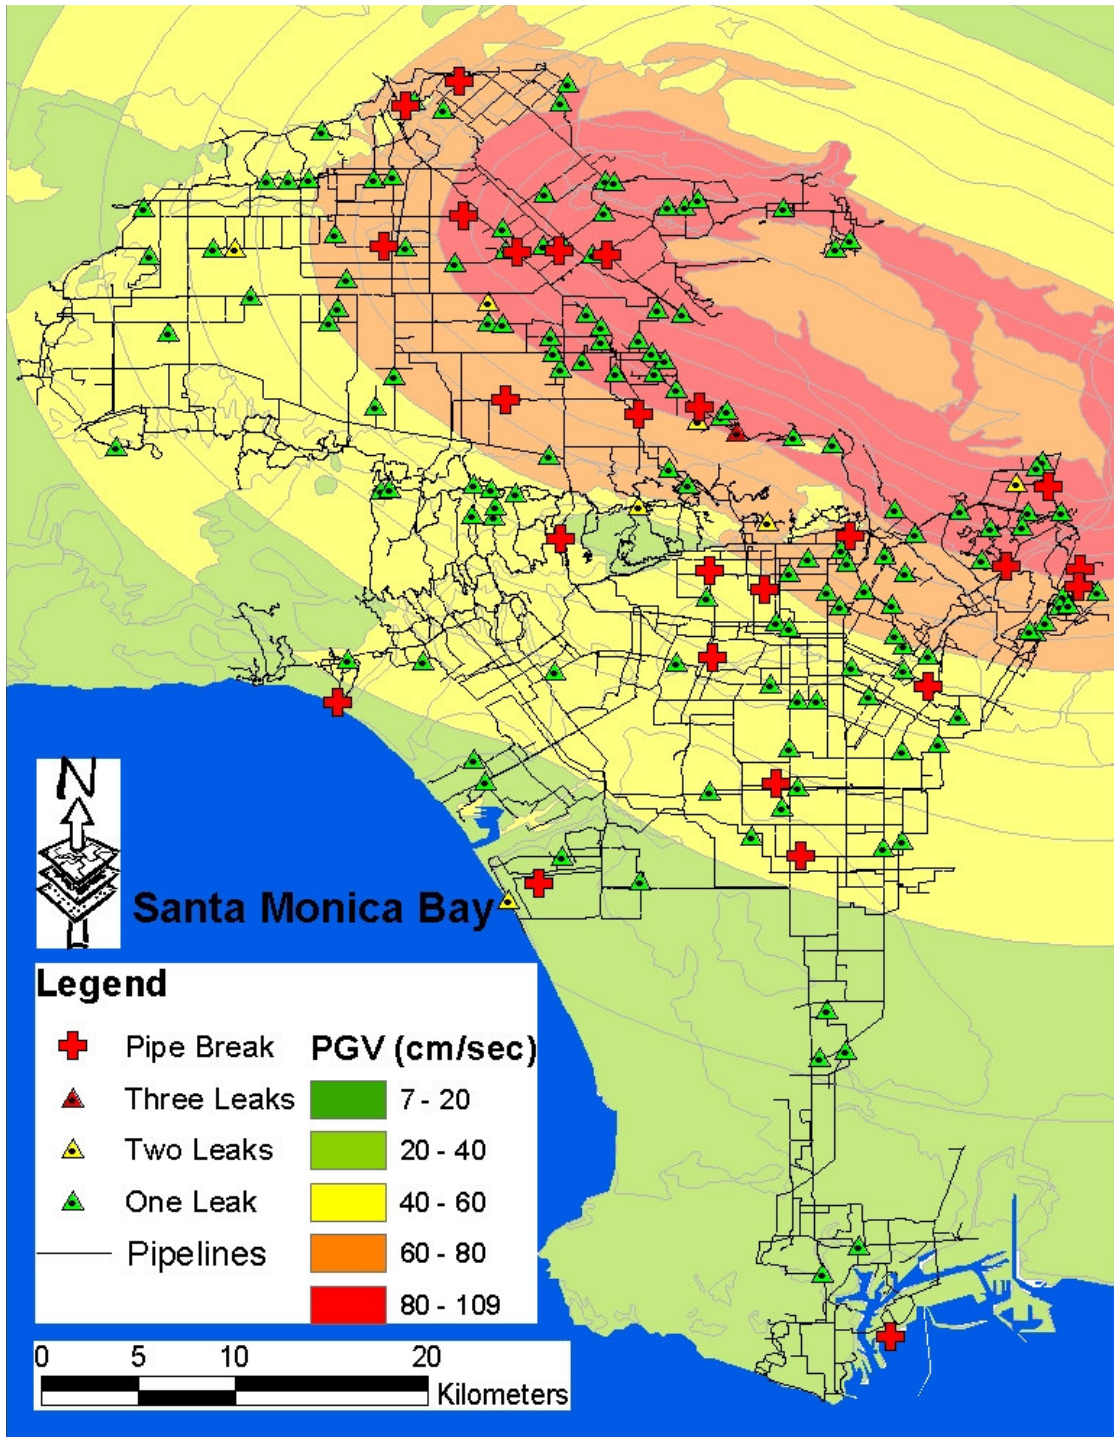 N
Santa Monica Bay
Legend
Pipe Break
Three Leaks
Two Leaks
One Leak
Pipelines
PGV (cm/sec)
7 - 20
20 - 40
40 - 60
60 - 80
80 - 109
0 5 10 20
Kilometers